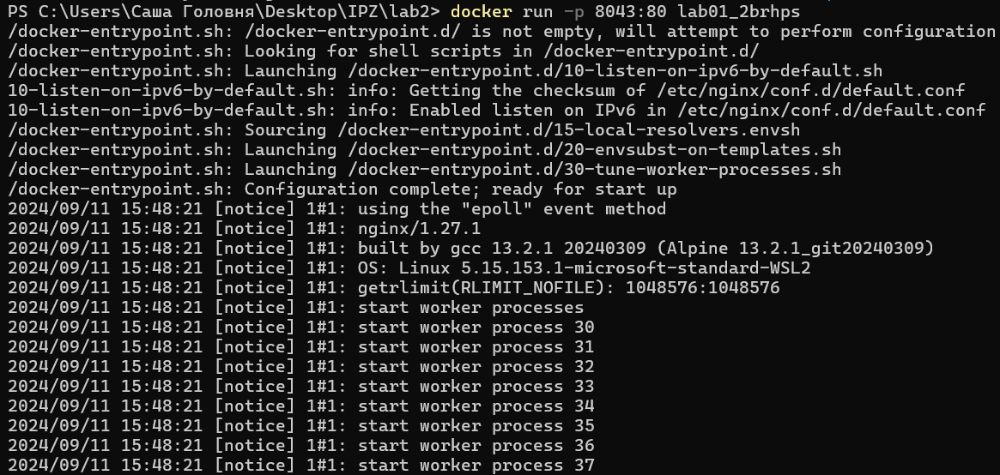 PS C:\Users\Саша Головня\Desktop\IPZ\lab2> docker run -p 8043:80 lab01_2brhps
/docker-entrypoint.sh: /docker-entrypoint.d/ is not empty, will attempt to perform configuration
/docker-entrypoint.sh: Looking for shell scripts in /docker-entrypoint.d/
/docker-entrypoint.sh: Launching /docker-entrypoint.d/10-listen-on-ipv6-by-default.sh
10-listen-on-ipv6-by-default.sh: info: Getting the checksum of /etc/nginx/conf.d/default.conf
10-listen-on-ipv6-by-default.sh: info: Enabled listen on IPv6 in /etc/nginx/conf.d/default.conf
/docker-entrypoint.sh: Sourcing /docker-entrypoint.d/15-local-resolvers.envsh
/docker-entrypoint.sh: Launching /docker-entrypoint.d/20-envsubst-on-templates.sh
/docker-entrypoint.sh: Launching /docker-entrypoint.d/30-tune-worker-processes.sh
/docker-entrypoint.sh: Configuration complete; ready for start up
2024/09/11 15:48:21 [notice] 1#1: using the "epoll" event method
2024/09/11 15:48:21 [notice] 1#1: nginx/1.27.1
2024/09/11 15:48:21 [notice] 1#1: built by gcc 13.2.1 20240309 (Alpine 13.2.1_git20240309)
2024/09/11 15:48:21 [notice] 1#1: OS: Linux 5.15.153.1-microsoft-standard-WSL2
2024/09/11 15:48:21 [notice] 1#1: getrlimit(RLIMIT_NOFILE): 1048576:1048576
2024/09/11 15:48:21 [notice] 1#1: start worker processes
2024/09/11 15:48:21 [notice] 1#1: start worker process 30
2024/09/11 15:48:21 [notice] 1#1: start worker process 31
2024/09/11 15:48:21 [notice] 1#1: start worker process 32
2024/09/11 15:48:21 [notice] 1#1: start worker process 33
2024/09/11 15:48:21 [notice] 1#1: start worker process 34
2024/09/11 15:48:21 [notice] 1#1: start worker process 35
2024/09/11 15:48:21 [notice] 1#1: start worker process 36
2024/09/11 15:48:21 [notice] 1#1: start worker process 37